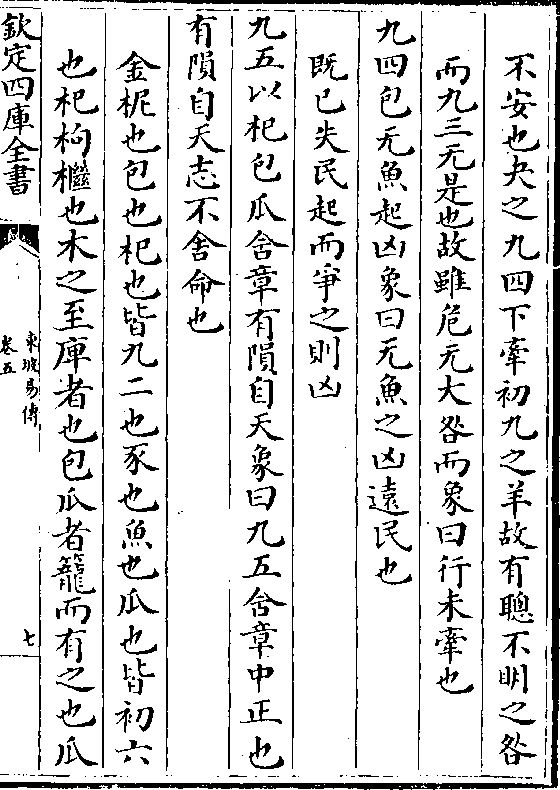 不安也夬之九四下牽初九之羊故有聰不明之咎
而九三无是也故雖危无大咎而象曰行未牽也
九四包无魚起凶象曰无魚之凶遠民也
既已失民起而爭之則凶
九五以杞包瓜含章有隕自天象曰九五含章中正也
有隕自天志不舍命也
金柅也包也杞也皆九二也豕也魚也瓜也皆初六
也杞枸檵也木之至庳者也包瓜者籠而有之也瓜
欽定四庫全書
東坡易傳
卷五
七